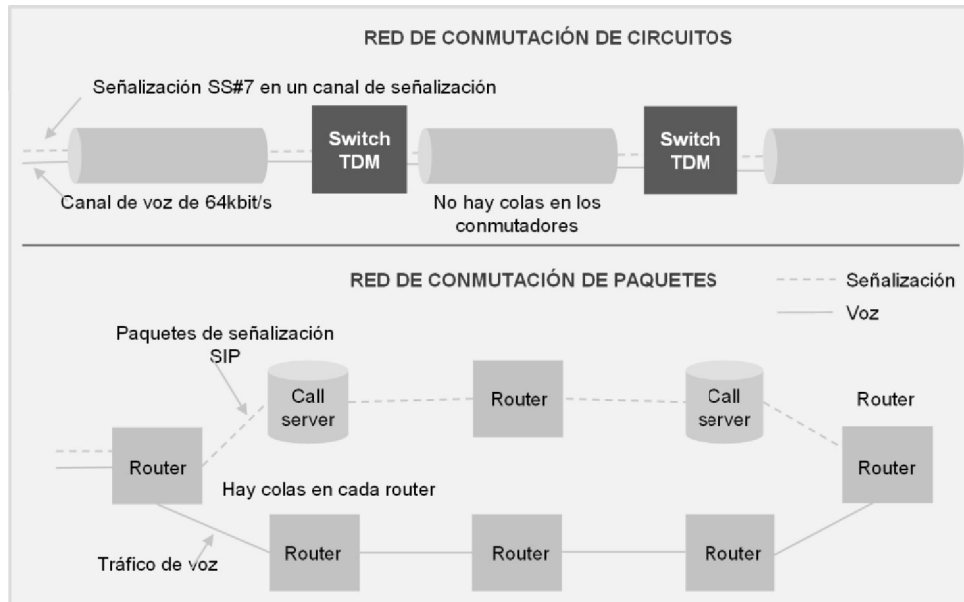 RED DE CONMUTACIÓN DE CIRCUITOS
Señalización SS#7 en un canal de señalización
Switch
TDM
Switch
TDM
Canal de voz de 64kbit/s
No hay colas en los
conmutadores
RED DE CONMUTACIÓN DE PAQUETES
Señalización
Voz
Paquetes de señalización
SIP
Call
server
Router
Call
server
Router
Router
Router
Hay colas en cada router
Router
Router
Router
Tráfico de voz